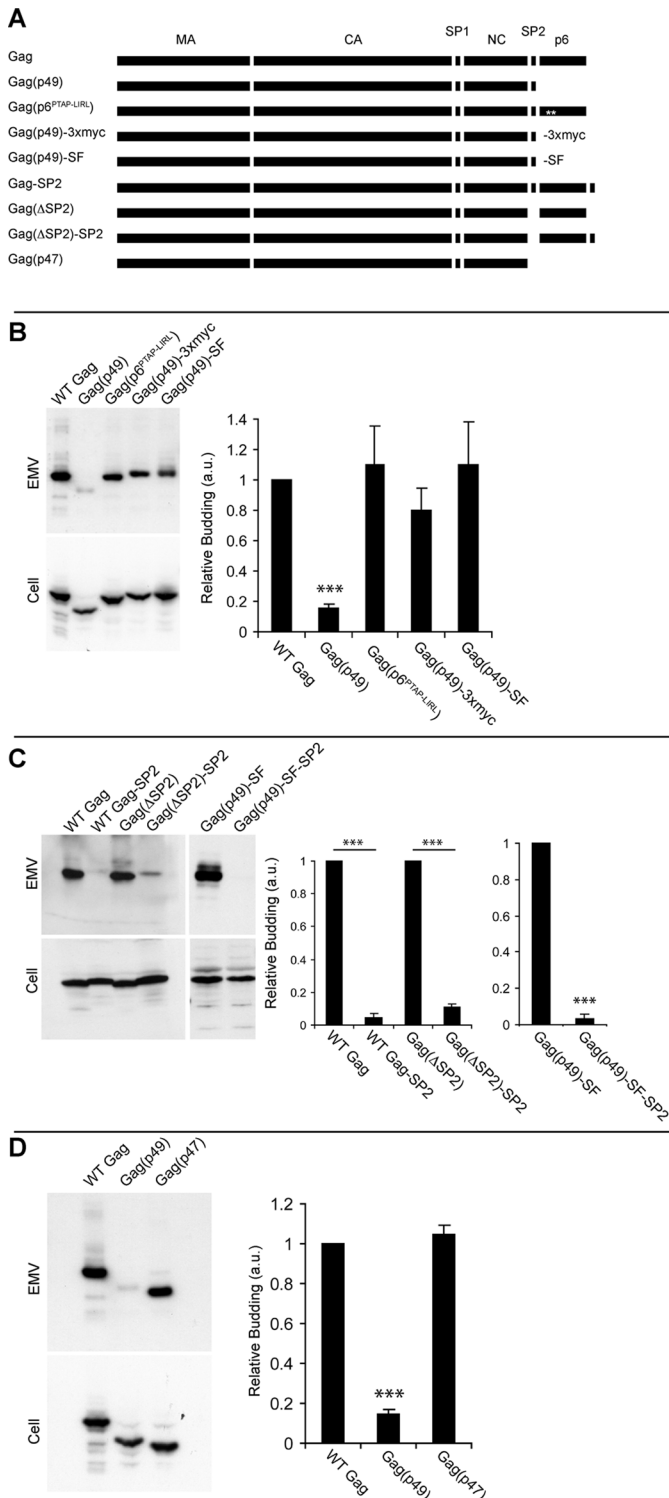 A
MA CA SP1 NC SP2 p6
Gag
Gag(p49)
Gag(p6PTAP-LIRL)
**
Gag(p49)-3xmyc -3xmyc
Gag(p49)-SF -SF
Gag-SP2
Gag(ΔSP2)
Gag(ΔSP2)-SP2
Gag(p47)
B
WT Gag
Gag(p49)
Gag(p6PTAP-LIRL)
Gag(p49)-3xmyc
Gag(p49)-SF
EMV
Cell
Relative Budding (a.u.)
1.4
1.2
1
0.8
0.6
0.4
0.2
0
***
WT Gag
Gag(p49)
Gag(p6PTAP-LIRL)
Gag(p49)-3xmyc
Gag(p49)-SF
C
WT Gag
WT Gag-SP2
Gag(ΔSP2)
Gag(ΔSP2)-SP2
Gag(p49)-SF
Gag(p49)-SF-SP2
EMV
Cell
Relative Budding (a.u.)
1
0.8
0.6
0.4
0.2
0
*** ***
WT Gag
WT Gag-SP2
Gag(ΔSP2)
Gag(ΔSP2)-SP2
1
0.8
0.6
0.4
0.2
0
***
Gag(p49)-SF
Gag(p49)-SF-SP2
D
WT Gag
Gag(p49)
Gag(p47)
EMV
Cell
Relative Budding (a.u.)
1.2
1
0.8
0.6
0.4
0.2
0
***
WT Gag
Gag(p49)
Gag(p47)